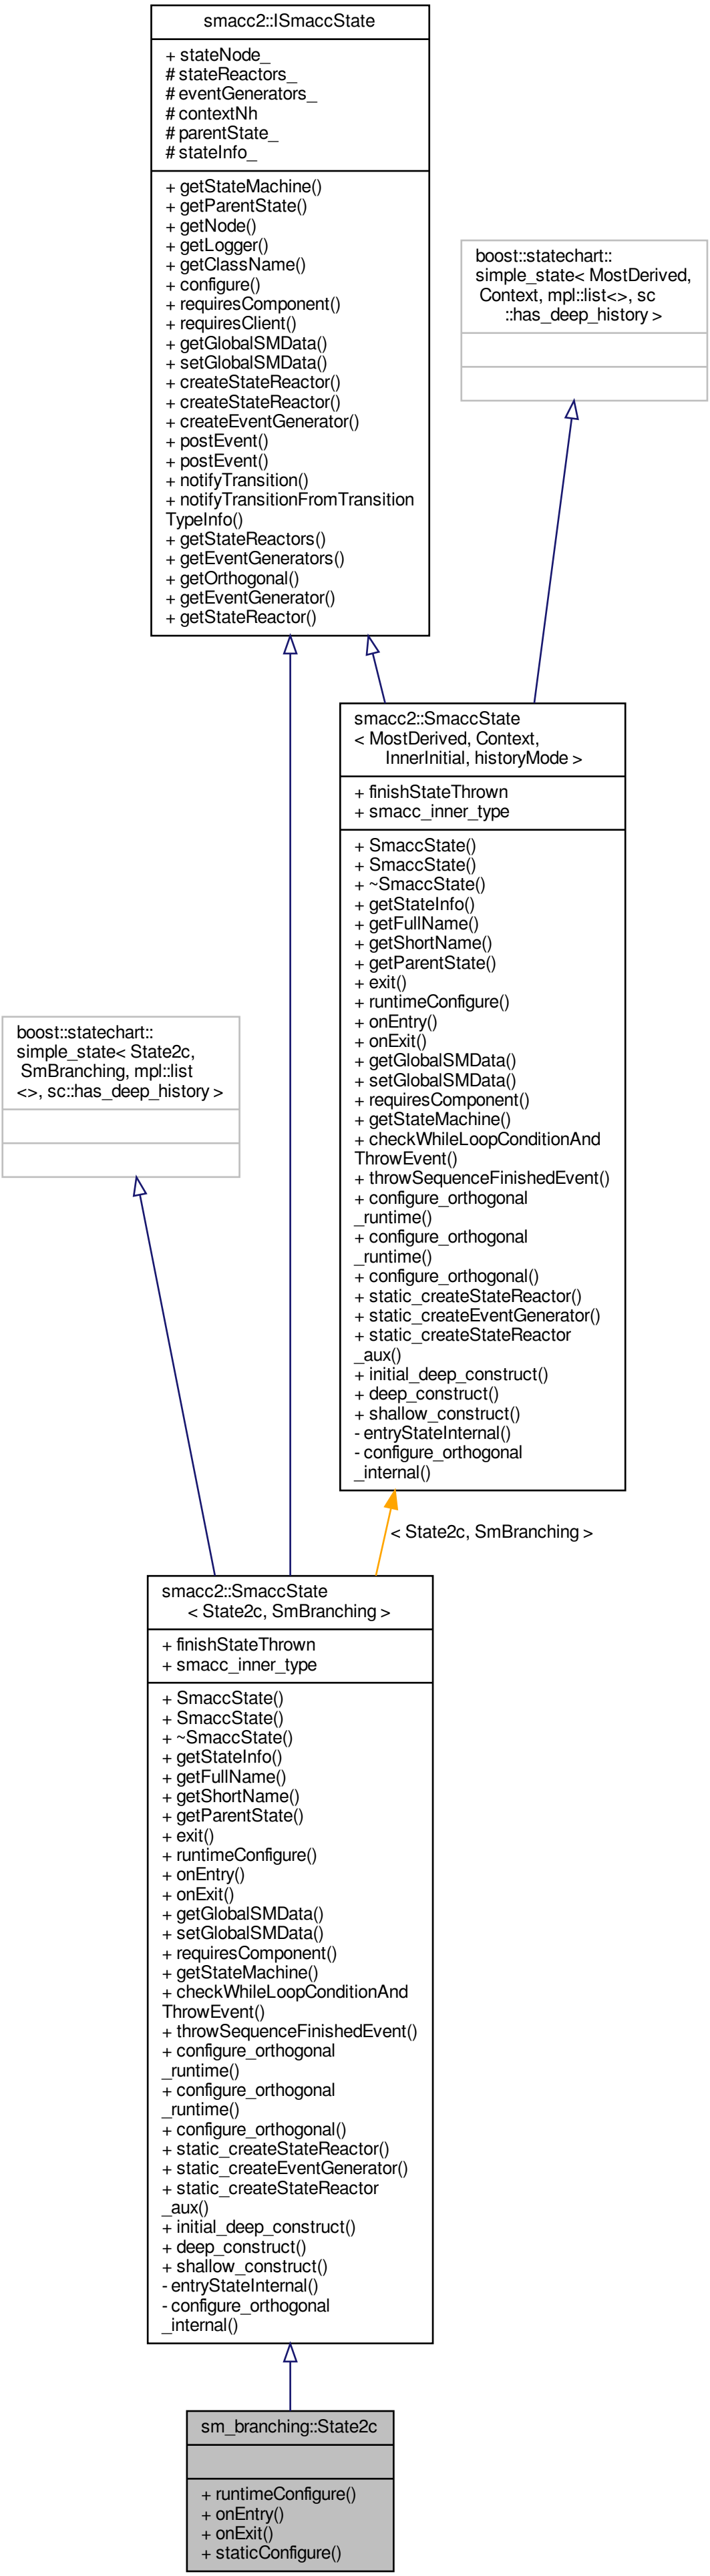 smacc2::ISmaccState
+ stateNode_
# stateReactors_
# eventGenerators_
# contextNh
# parentState_
# stateInfo_
+ getStateMachine()
+ getParentState()
+ getNode()
+ getLogger()
+ getClassName()
+ configure()
+ requiresComponent()
+ requiresClient()
+ getGlobalSMData()
+ setGlobalSMData()
+ createStateReactor()
+ createStateReactor()
+ createEventGenerator()
+ postEvent()
+ postEvent()
+ notifyTransition()
+ notifyTransitionFromTransition
TypeInfo()
+ getStateReactors()
+ getEventGenerators()
+ getOrthogonal()
+ getEventGenerator()
+ getStateReactor()
boost::statechart::
simple_state< MostDerived,
Context, mpl::list<>, sc
::has_deep_history >
smacc2::SmaccState
< MostDerived, Context,
InnerInitial, historyMode >
+ finishStateThrown
+ smacc_inner_type
+ SmaccState()
+ SmaccState()
+ ~SmaccState()
+ getStateInfo()
+ getFullName()
+ getShortName()
+ getParentState()
+ exit()
+ runtimeConfigure()
+ onEntry()
+ onExit()
+ getGlobalSMData()
+ setGlobalSMData()
+ requiresComponent()
+ getStateMachine()
+ checkWhileLoopConditionAnd
ThrowEvent()
+ throwSequenceFinishedEvent()
+ configure_orthogonal
_runtime()
+ configure_orthogonal
_runtime()
+ configure_orthogonal()
+ static_createStateReactor()
+ static_createEventGenerator()
+ static_createStateReactor
_aux()
+ initial_deep_construct()
+ deep_construct()
+ shallow_construct()
- entryStateInternal()
- configure_orthogonal
_internal()
boost::statechart::
simple_state< State2c,
SmBranching, mpl::list
<>, sc::has_deep_history >
< State2c, SmBranching >
smacc2::SmaccState
< State2c, SmBranching >
+ finishStateThrown
+ smacc_inner_type
+ SmaccState()
+ SmaccState()
+ ~SmaccState()
+ getStateInfo()
+ getFullName()
+ getShortName()
+ getParentState()
+ exit()
+ runtimeConfigure()
+ onEntry()
+ onExit()
+ getGlobalSMData()
+ setGlobalSMData()
+ requiresComponent()
+ getStateMachine()
+ checkWhileLoopConditionAnd
ThrowEvent()
+ throwSequenceFinishedEvent()
+ configure_orthogonal
_runtime()
+ configure_orthogonal
_runtime()
+ configure_orthogonal()
+ static_createStateReactor()
+ static_createEventGenerator()
+ static_createStateReactor
_aux()
+ initial_deep_construct()
+ deep_construct()
+ shallow_construct()
- entryStateInternal()
- configure_orthogonal
_internal()
sm_branching::State2c
+ runtimeConfigure()
+ onEntry()
+ onExit()
+ staticConfigure()